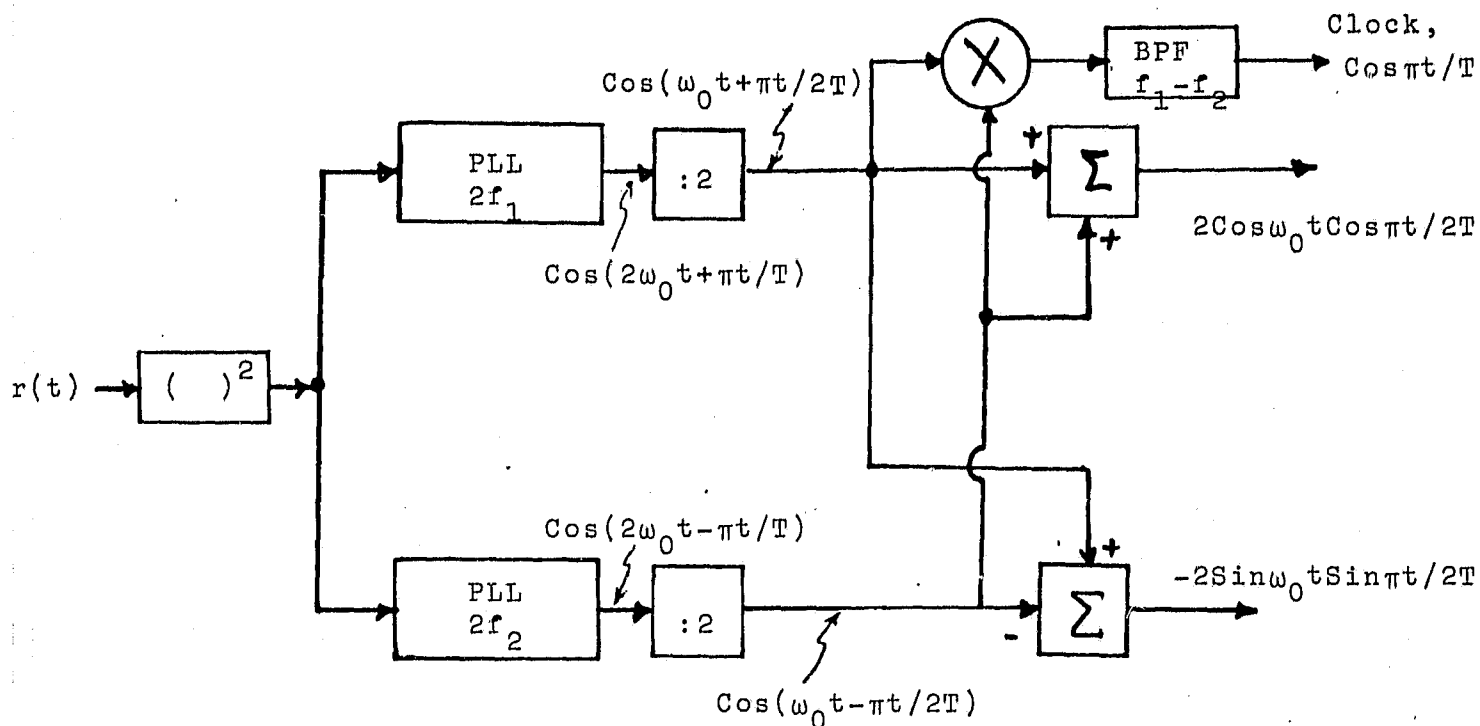 Clock,
Cosπt/T
BPF
f₁-f₂
X
Cos(ω₀t+πt/2T)
PLL
2f₁
:2
+
Σ
+
2Cosω₀tCosπt/2T
Cos(2ω₀t+πt/T)
r(t)
( )²
Cos(2ω₀t-πt/T)
PLL
2f₂
:2
+
Σ
-
-2Sinω₀tSinπt/2T
Cos(ω₀t-πt/2T)